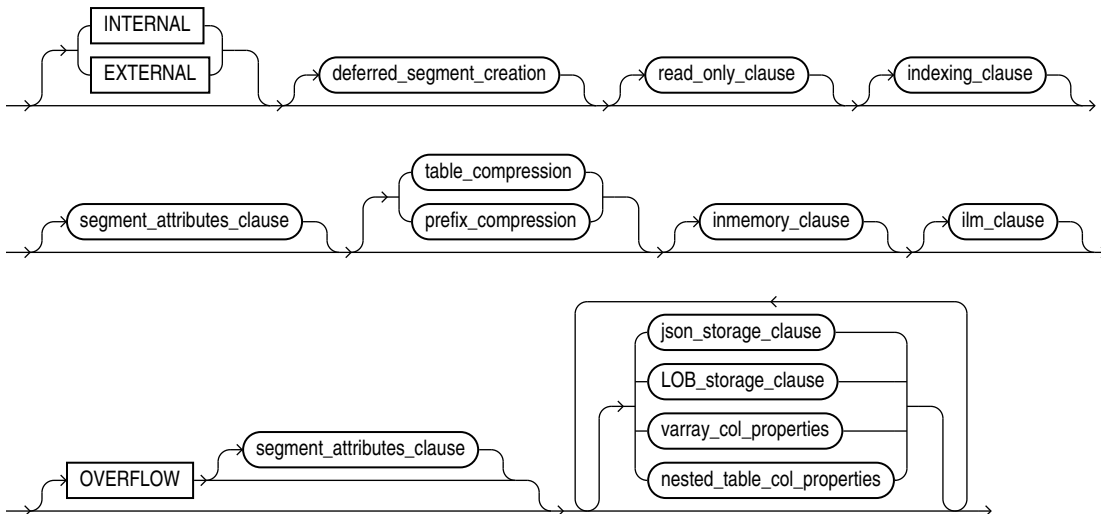 INTERNAL
EXTERNAL
deferred_segment_creation
read_only_clause
indexing_clause
segment_attributes_clause
table_compression
prefix_compression
inmemory_clause
ilm_clause
OVERFLOW
segment_attributes_clause
json_storage_clause
LOB_storage_clause
varray_col_properties
nested_table_col_properties